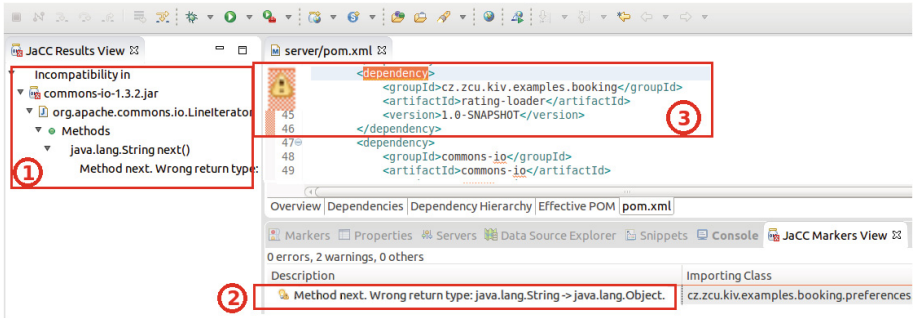 JaCC Results View
server/pom.xml
Incompatibility in
commons-io-1.3.2.jar
org.apache.commons.io.LineIterator
Methods
java.lang.String next()
Method next. Wrong return type:
1
<dependency>
<groupId>cz.zcu.kiv.examples.booking</groupId>
<artifactId>rating-loader</artifactId>
45 <version>1.0-SNAPSHOT</version>
46 </dependency>
3
47 <dependency>
48 <groupId>commons-io</groupId>
49 <artifactId>commons-io</artifactId>
Overview Dependencies Dependency Hierarchy Effective POM pom.xml
Markers Properties Servers Data Source Explorer Snippets Console JaCC Markers View
0 errors, 2 warnings, 0 others
Description Importing Class
2
Method next. Wrong return type: java.lang.String -> java.lang.Object. cz.zcu.kiv.examples.booking.preferences